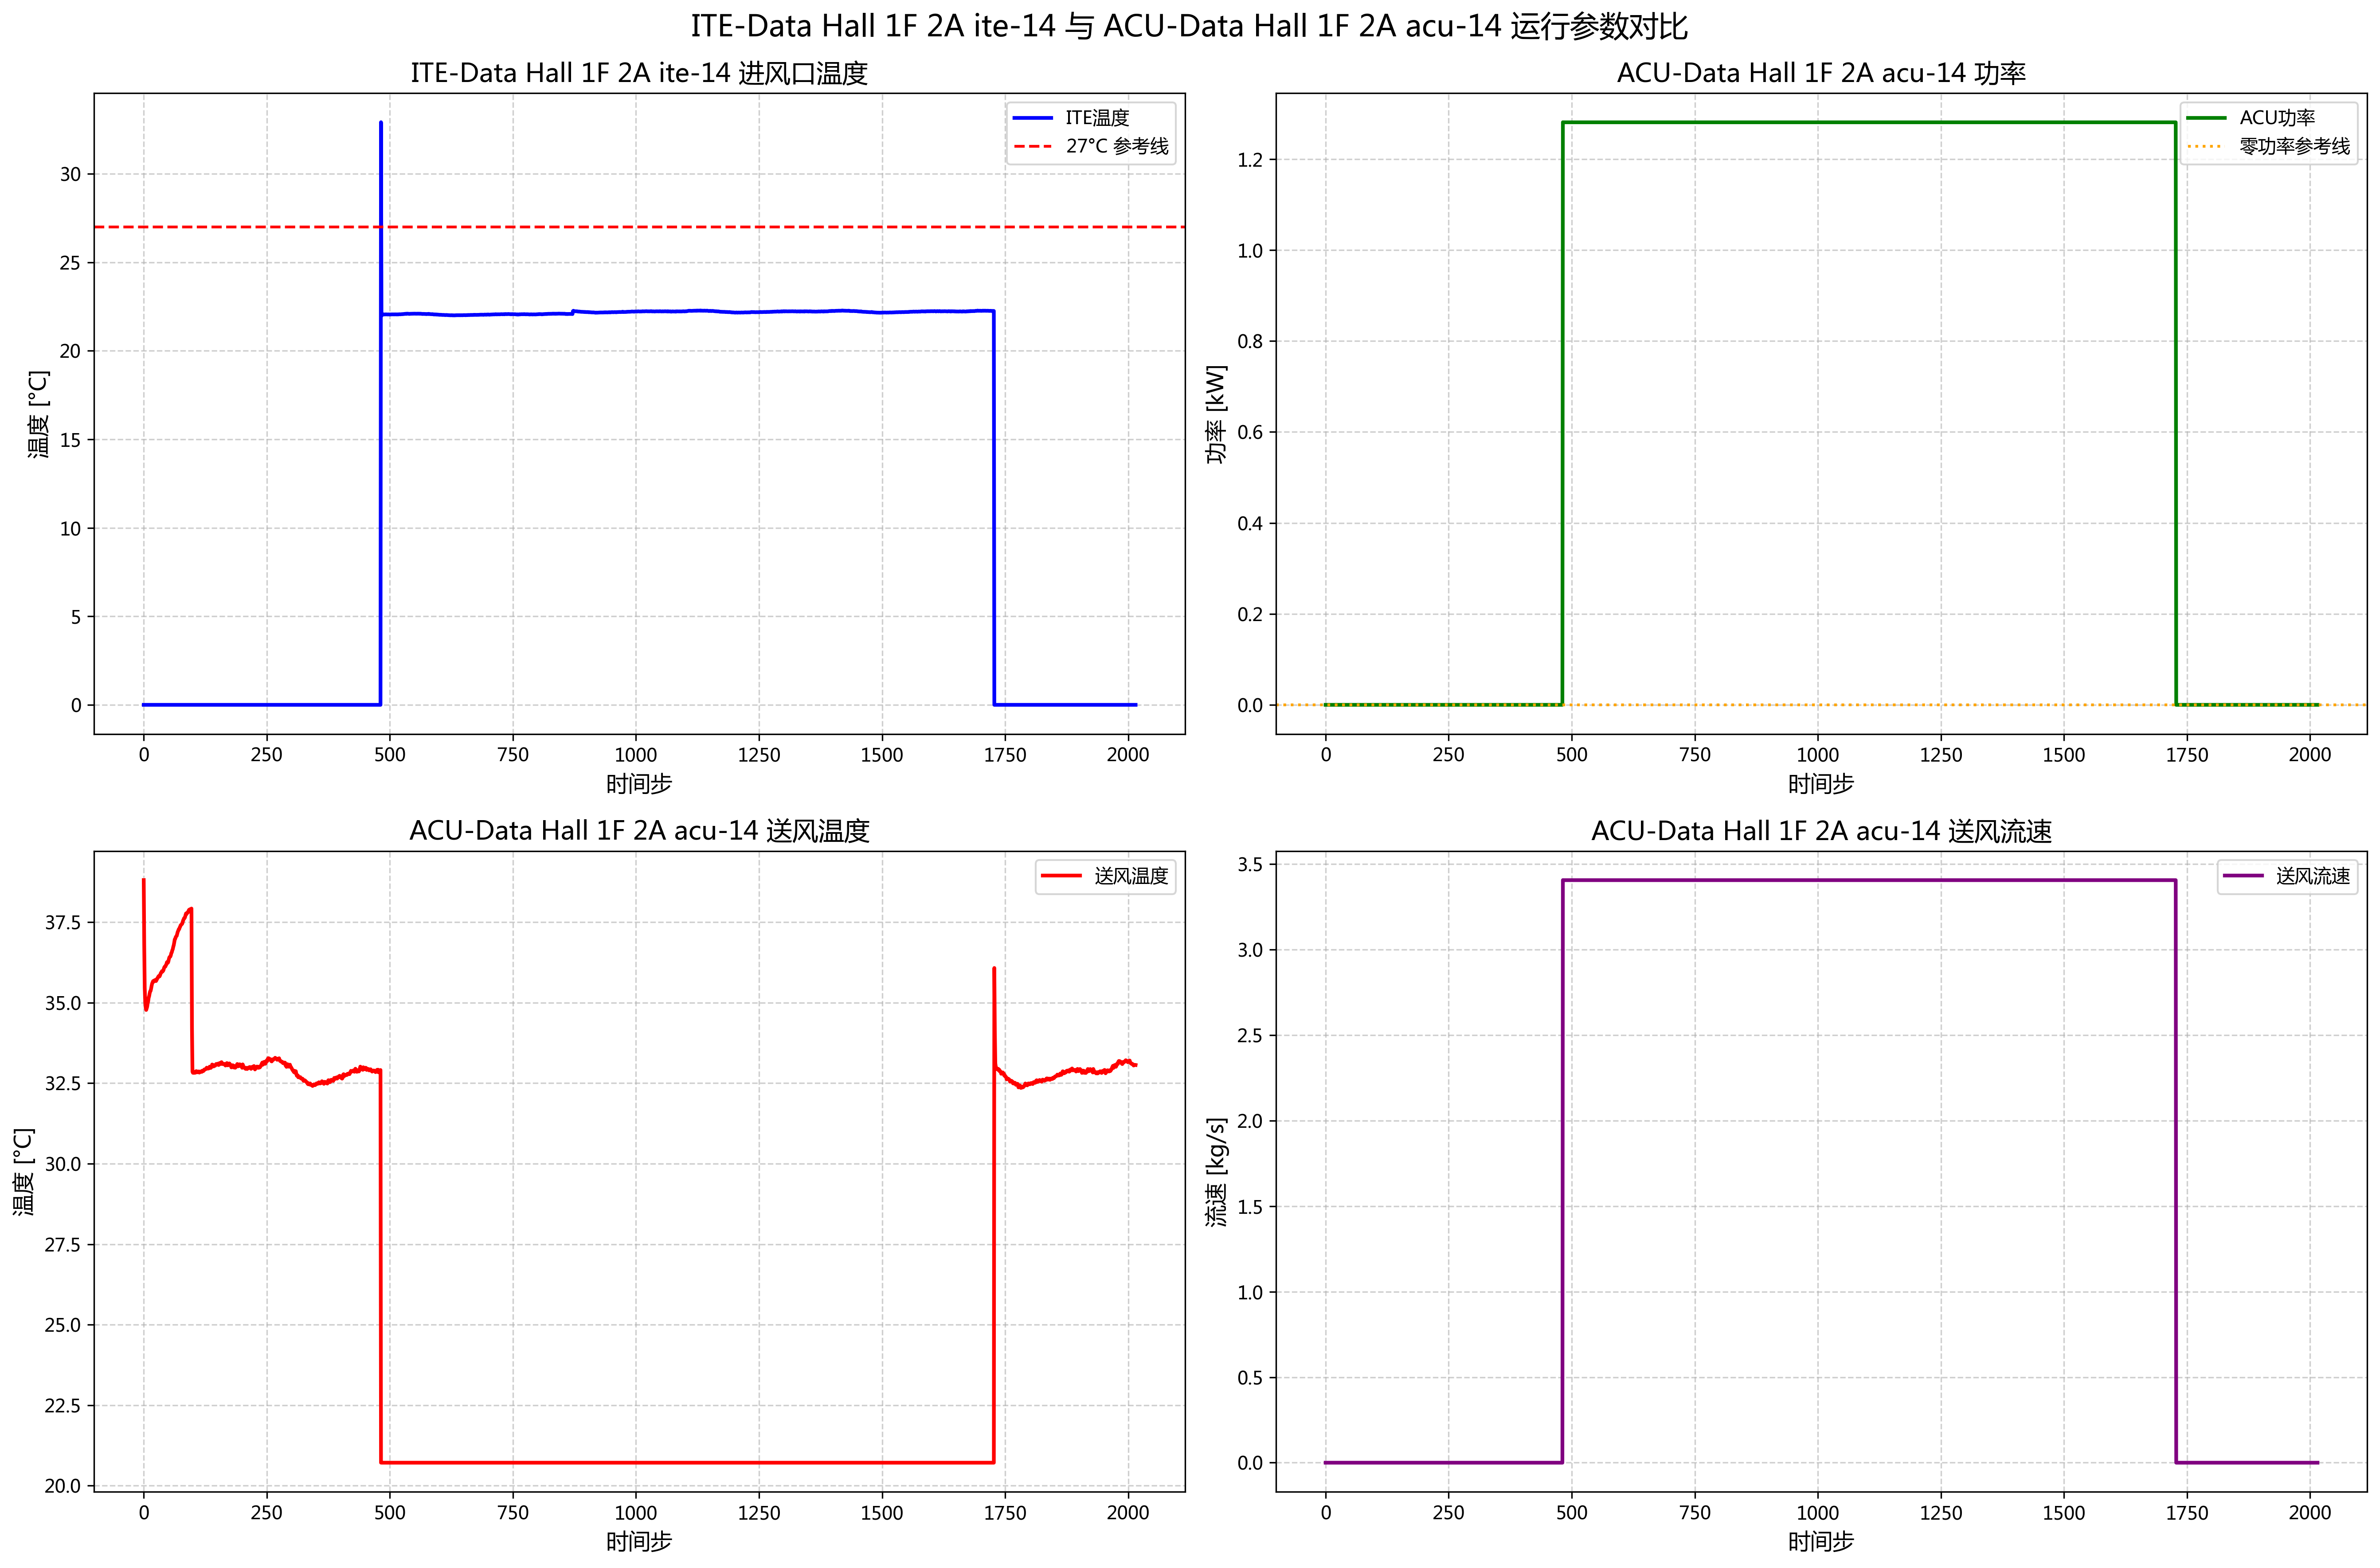 ITE-Data Hall 1F 2A ite-14 与 ACU-Data Hall 1F 2A acu-14 运行参数对比
ITE-Data Hall 1F 2A ite-14 进风口温度
ITE温度
27°C 参考线
温度 [°C]
30
25
20
15
10
5
0
0 250 500 750 1000 1250 1500 1750 2000
时间步
ACU-Data Hall 1F 2A acu-14 功率
ACU功率
零功率参考线
功率 [kW]
1.2
1.0
0.8
0.6
0.4
0.2
0.0
0 250 500 750 1000 1250 1500 1750 2000
时间步
ACU-Data Hall 1F 2A acu-14 送风温度
送风温度
温度 [°C]
37.5
35.0
32.5
30.0
27.5
25.0
22.5
20.0
0 250 500 750 1000 1250 1500 1750 2000
时间步
ACU-Data Hall 1F 2A acu-14 送风流速
送风流速
流速 [kg/s]
3.5
3.0
2.5
2.0
1.5
1.0
0.5
0.0
0 250 500 750 1000 1250 1500 1750 2000
时间步